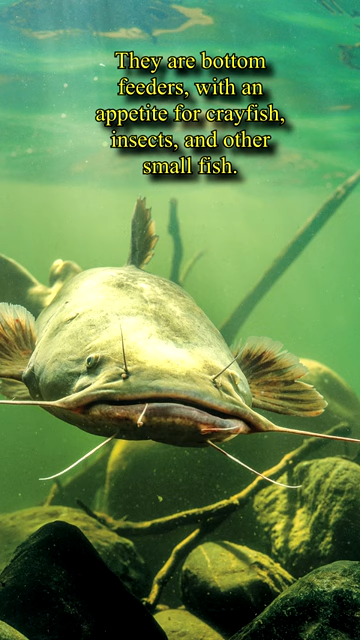 They are bottom
feeders, with an
appetite for crayfish,
insects, and other
small fish.